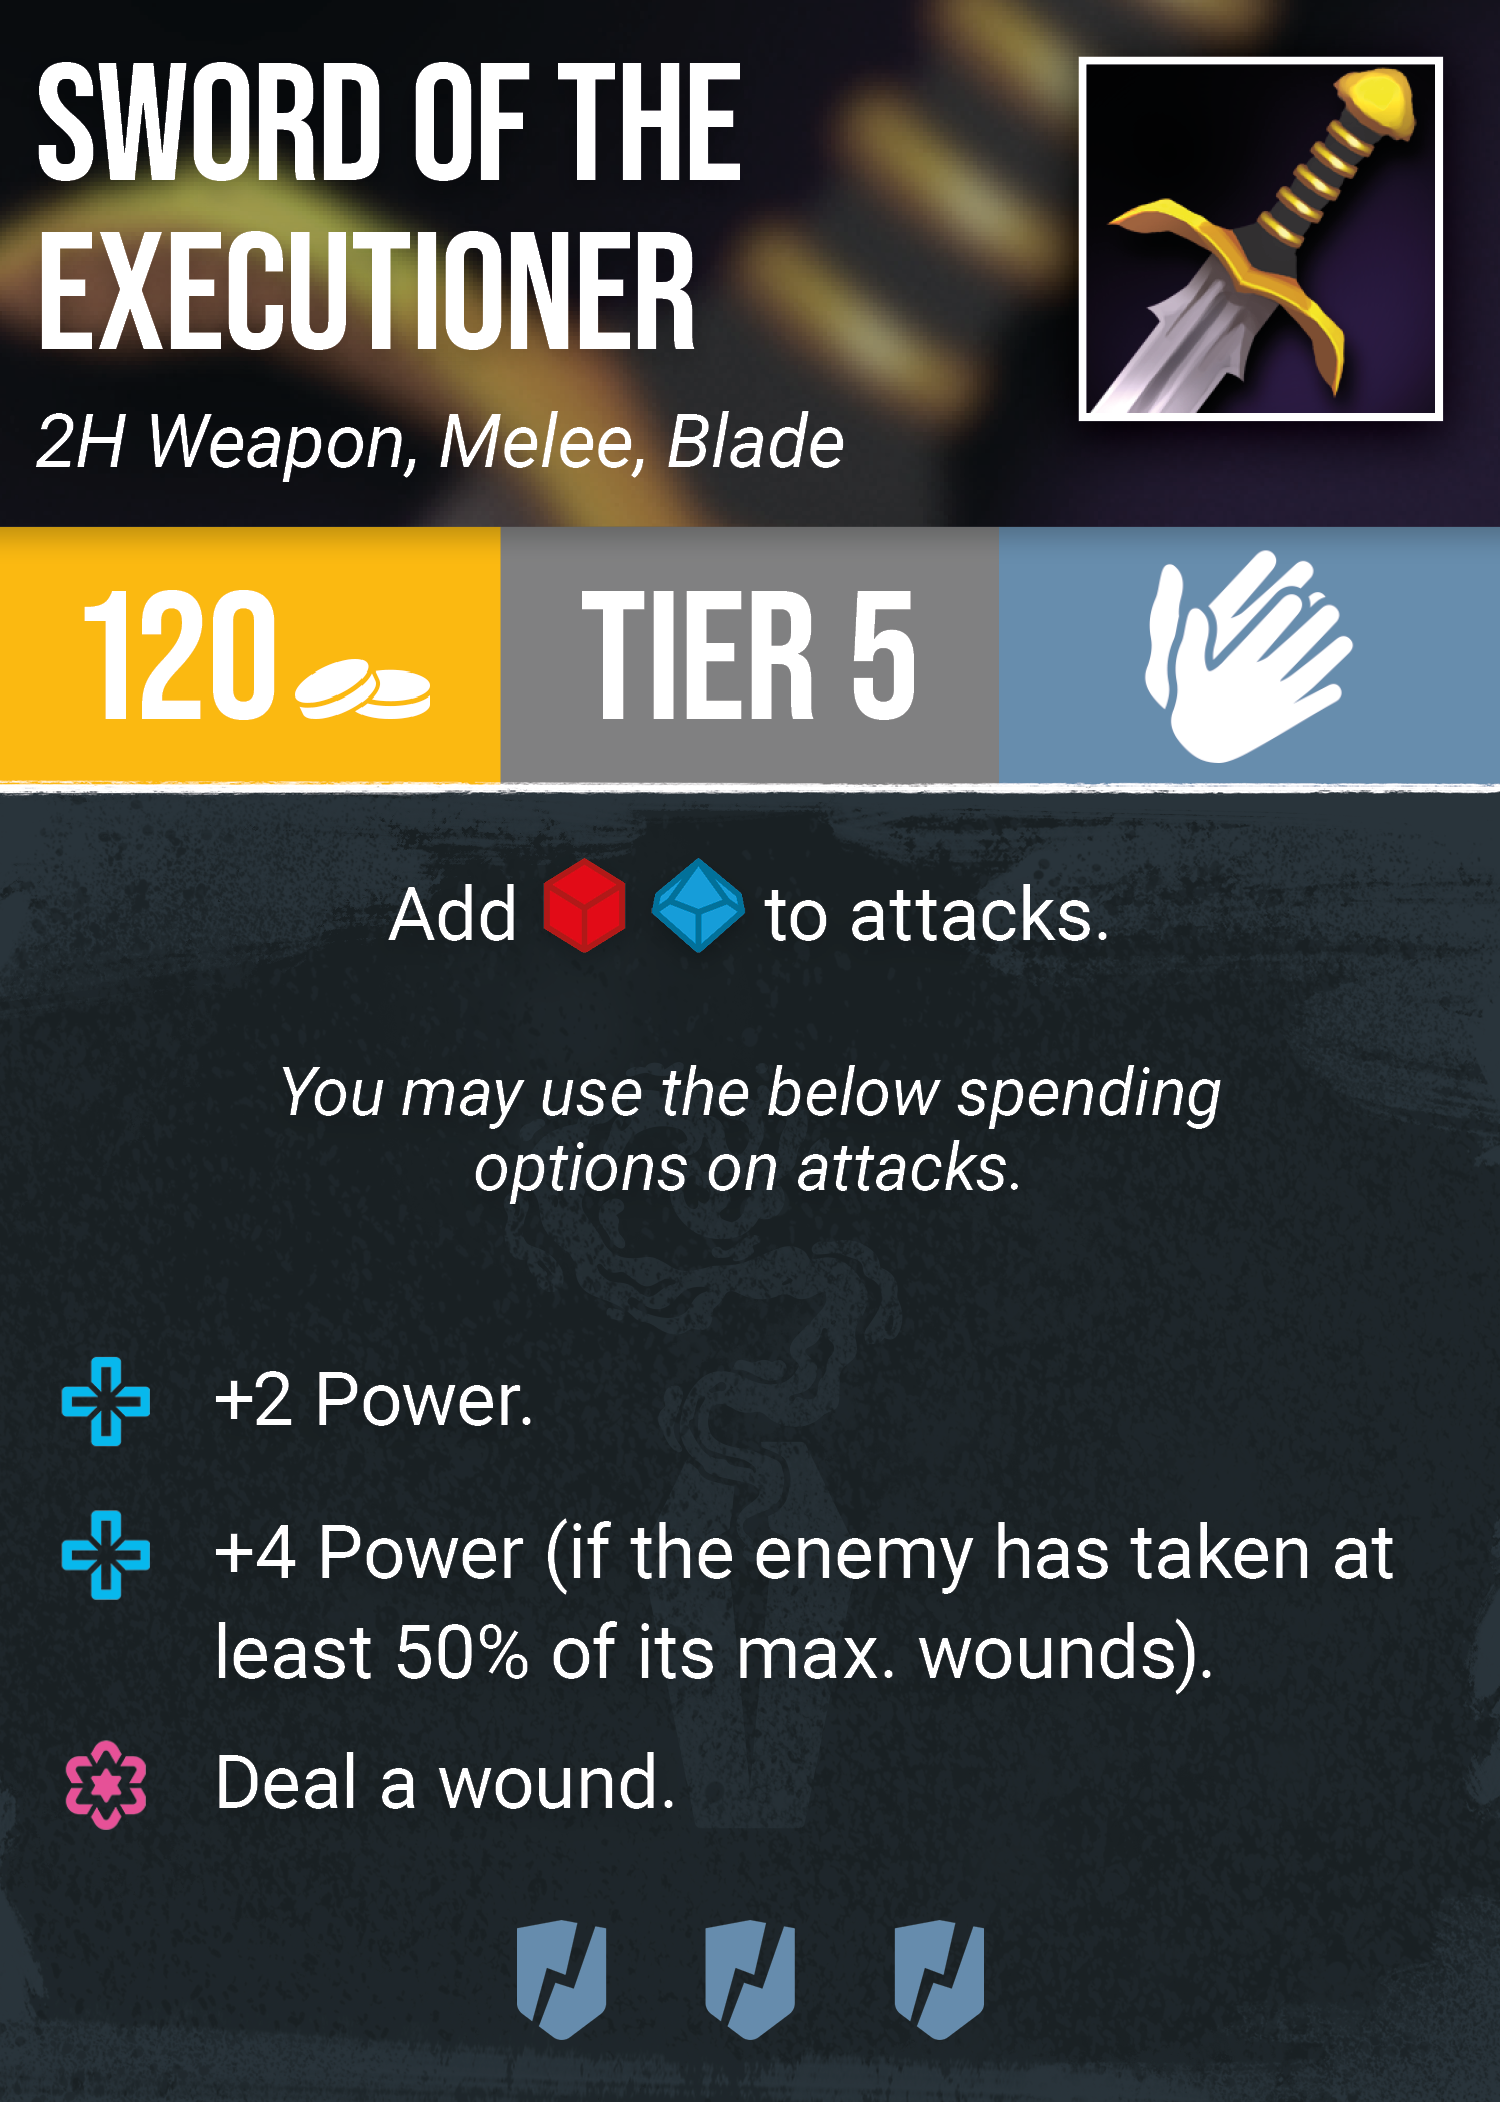 SWORD OF THE
EXECUTIONER
2H Weapon, Melee, Blade
120
TIER 5
Add to attacks.
You may use the below spending
options on attacks.
+2 Power.
+4 Power (if the enemy has taken at
least 50% of its max. wounds).
Deal a wound.